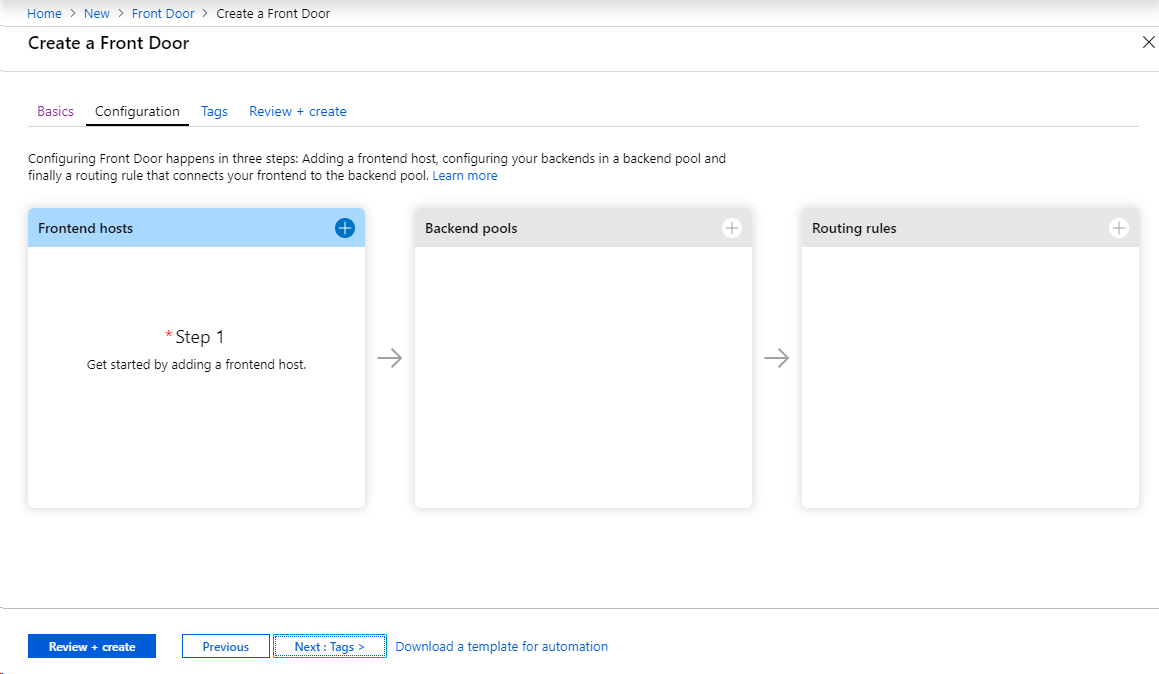 Home > New > Front Door > Create a Front Door
Create a Front Door
Basics Configuration Tags Review + create
Configuring Front Door happens in three steps: Adding a frontend host, configuring your backends in a backend pool and
finally a routing rule that connects your frontend to the backend pool. Learn more
Frontend hosts
Backend pools
Routing rules
* Step 1
Get started by adding a frontend host.
Review + create Previous Next : Tags > Download a template for automation